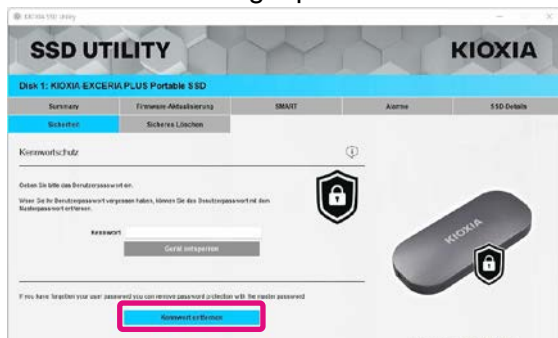 SSD UTILITY
KIOXIA
Disk 1: KIOXIA-EXCERIA PLUS Portable SSD
Summary Firmware-Aktualisierung SMART Alarme SSD-Details
Sicherheit Sicheres Löschen
Kennwortschutz
Geben Sie bitte das Benutzerpasswort ein.
Wenn Sie Ihr Benutzerpasswort vergessen haben, können Sie das Benutzerpasswort mit dem
Masterpasswort entfernen.
Kennwort
Gerät entsperren
KIOXIA
If you have forgotten your user password you can remove password protection with the master password
Kennwort entfernen